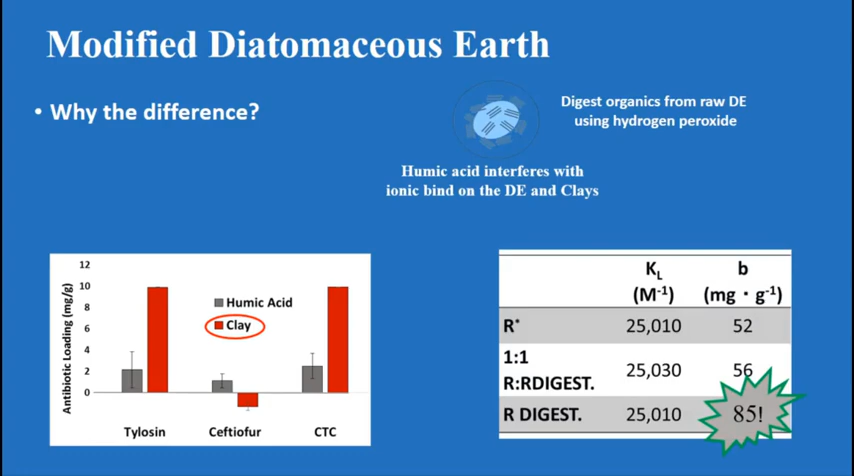 Modified Diatomaceous Earth
• Why the difference?
Digest organics from raw DE
using hydrogen peroxide
Humic acid interferes with
ionic bind on the DE and Clays
Antibiotic Loading (mg/g)
12
10
8
6
4
2
0
Humic Acid
Clay
Tylosin Ceftiofur CTC
K_L b
(M⁻¹) (mg · g⁻¹)
R* 25,010 52
1:1
R:RDIGEST. 25,030 56
R DIGEST. 25,010 85!